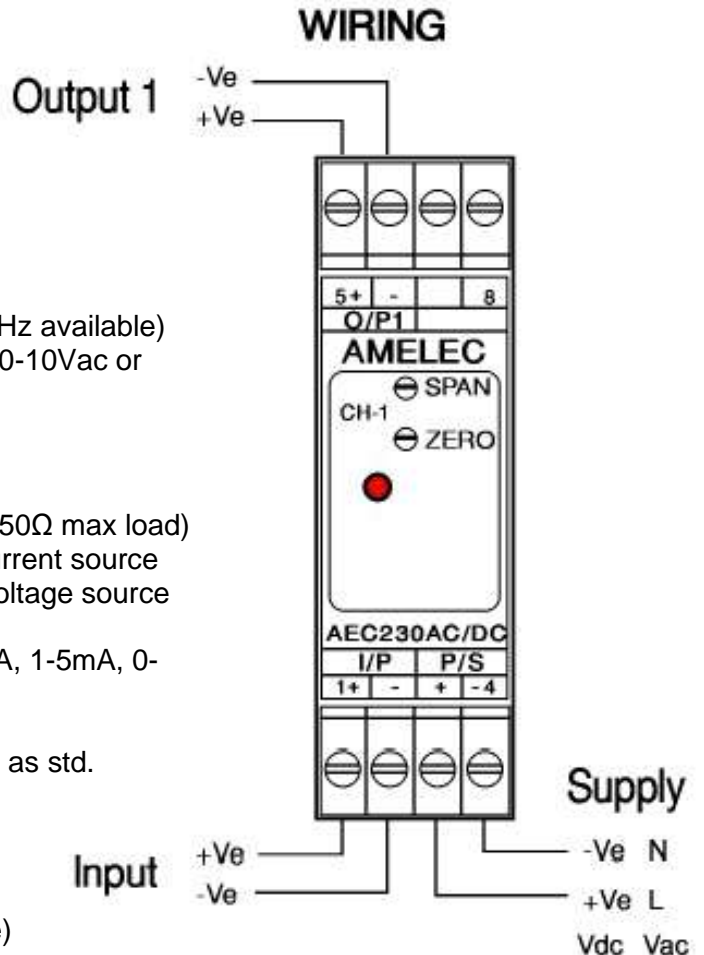 WIRING
Output 1
-Ve
+Ve
5+ - 8
O/P1
Hz available)
0-10Vac or
AMELEC
SPAN
CH-1
ZERO
50Ω max load)
urrent source
oltage source
A, 1-5mA, 0-
AEC230AC/DC
I/P P/S
1+ - + -4
as std.
Supply
Input
+Ve
-Ve
-Ve N
+Ve L
Vdc Vac
)